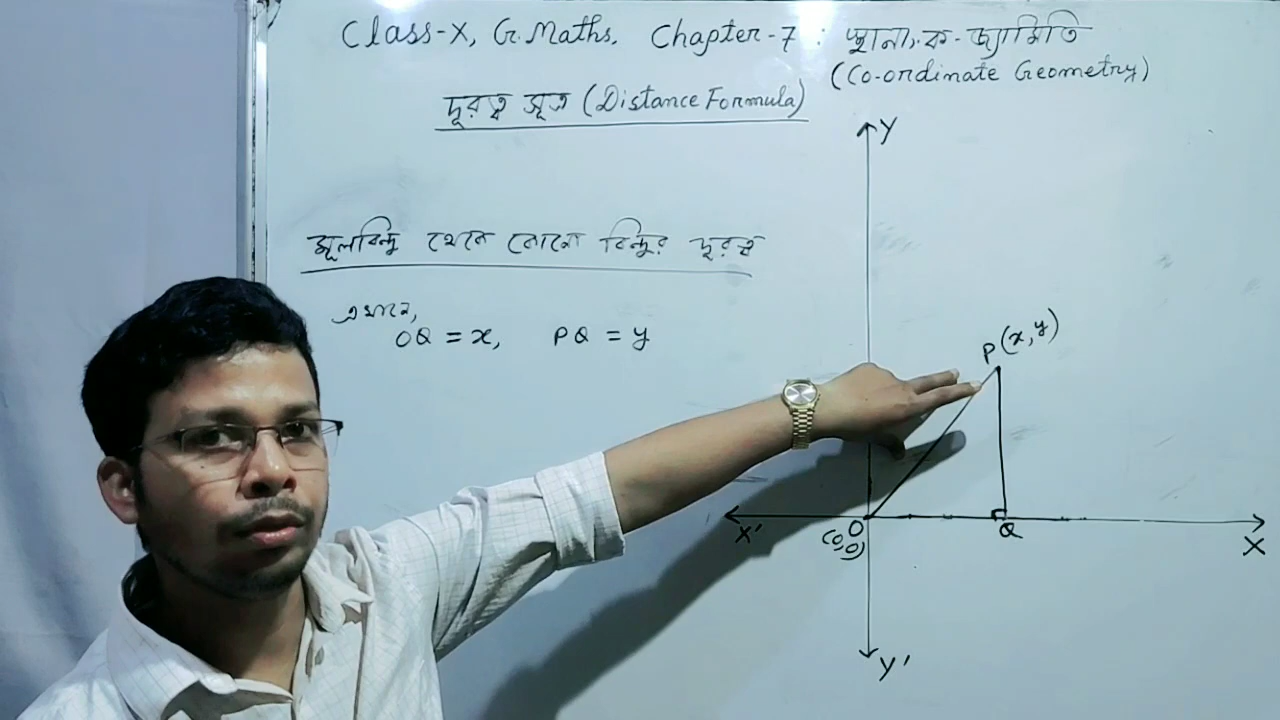 Class-X, G.Maths, Chapter-7 : স্থানাংক-জ্যামিতি
(Co-ordinate Geometry)
দূরত্ব সূত্র (Distance Formula)
মূলবিন্দু থেকে কোনো বিন্দুর দূরত্ব
এখানে,
OQ = x, PQ = y
Y
P(x,y)
X'
O
(0,0)
Q
X
Y'